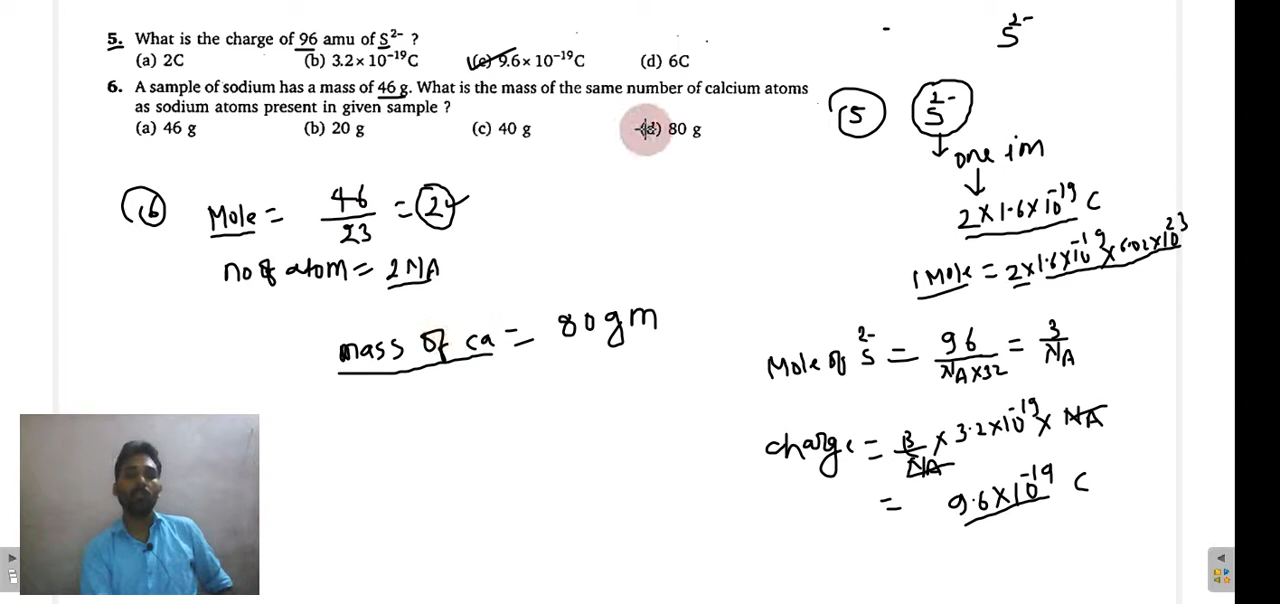 5. What is the charge of 96 amu of S²⁻ ?
(a) 2C (b) 3.2×10⁻¹⁹C (c) 9.6×10⁻¹⁹C (d) 6C
6. A sample of sodium has a mass of 46 g. What is the mass of the same number of calcium atoms
as sodium atoms present in given sample ?
(a) 46 g (b) 20 g (c) 40 g (d) 80 g
6 Mole = 46/23 = 2
no of atom = 2NA
mass of ca = 80gm
S²⁻
5 S²⁻
↓ one
↓
2×1.6×10⁻¹⁹ C
1 Mole = 2×1.6×10⁻¹⁹×6.02×10²³
Mole of S²⁻ = 96/(NA×32) = 3/NA
charge = 3/NA × 3.2×10⁻¹⁹ × NA
= 9.6×10⁻¹⁹ C